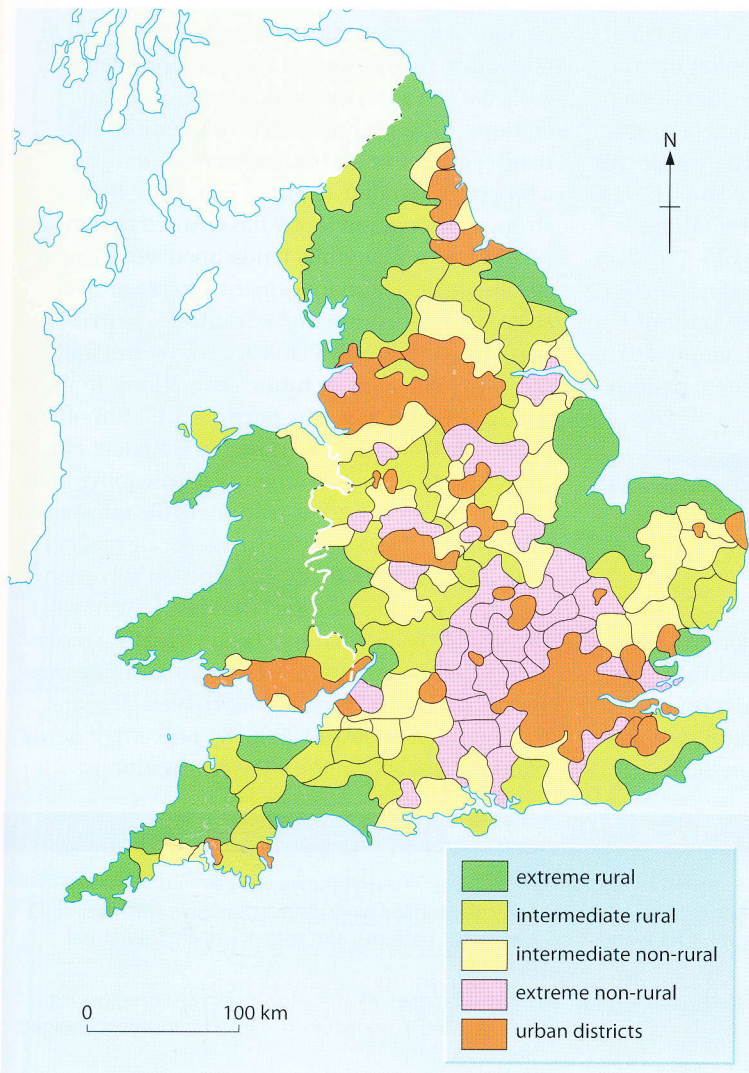 N
extreme rural
intermediate rural
intermediate non-rural
extreme non-rural
urban districts
0 100 km